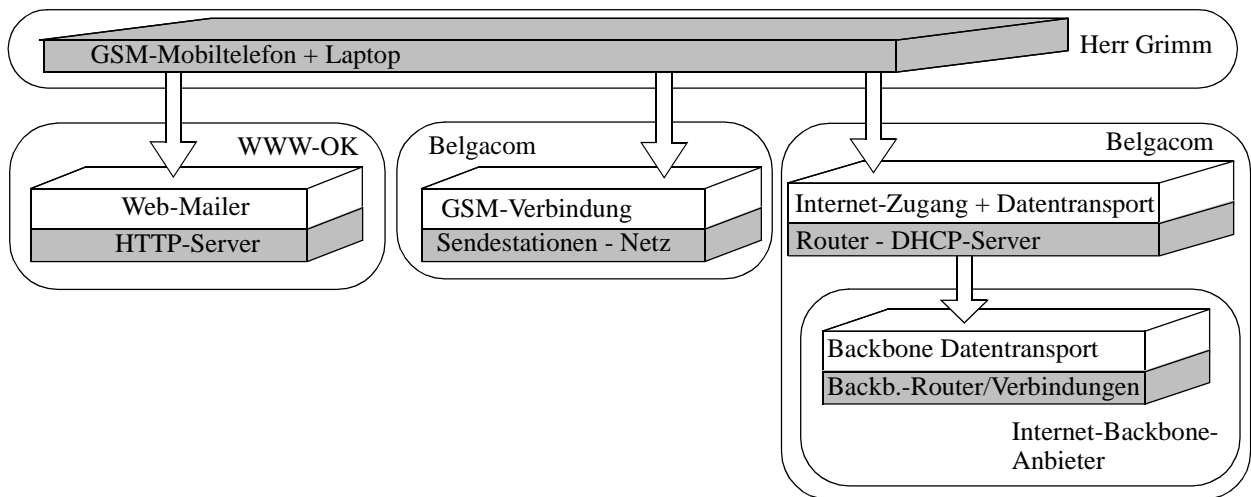 GSM-Mobiltelefon + Laptop
Herr Grimm
WWW-OK
Web-Mailer
HTTP-Server
Belgacom
GSM-Verbindung
Sendestationen - Netz
Belgacom
Internet-Zugang + Datentransport
Router - DHCP-Server
Backbone Datentransport
Backb.-Router/Verbindungen
Internet-Backbone-
Anbieter